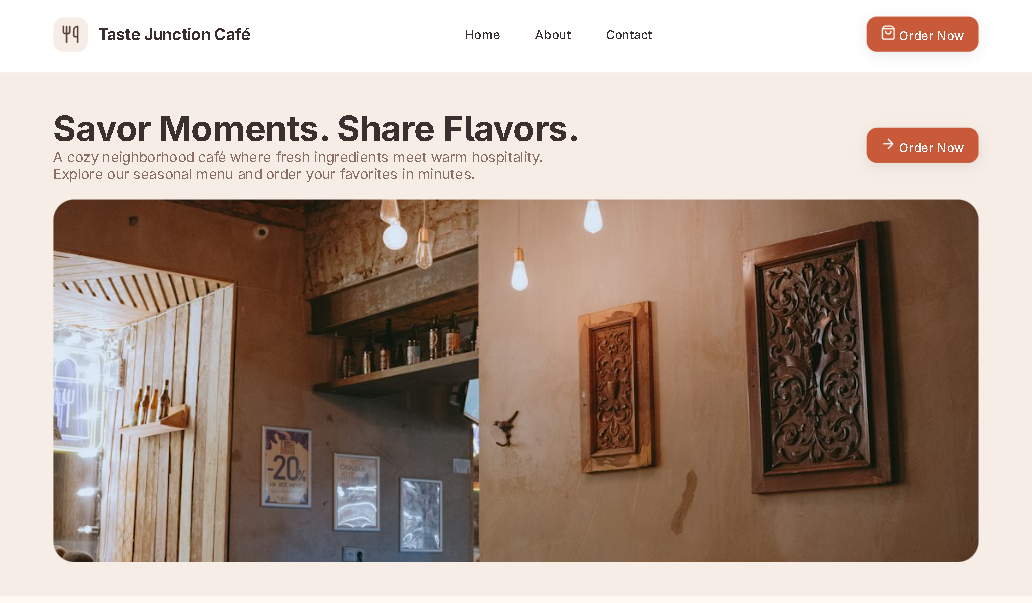 Taste Junction Café
Home
About
Contact
Order Now
Savor Moments. Share Flavors.
A cozy neighborhood café where fresh ingredients meet warm hospitality.
Explore our seasonal menu and order your favorites in minutes.
Order Now
-20%